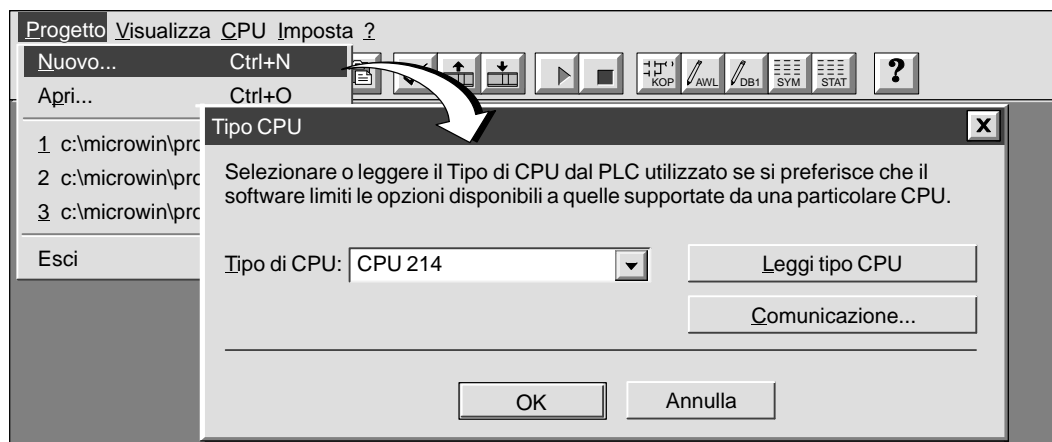 Progetto Visualizza CPU Imposta ?
Nuovo... Ctrl+N
Apri... Ctrl+O
KOP AWL DB1 SYM STAT ?
1 c:\microwin\pro
2 c:\microwin\pro
3 c:\microwin\pro
Esci
Tipo CPU X
Selezionare o leggere il Tipo di CPU dal PLC utilizzato se si preferisce che il
software limiti le opzioni disponibili a quelle supportate da una particolare CPU.
Tipo di CPU: CPU 214
Leggi tipo CPU
Comunicazione...
OK Annulla